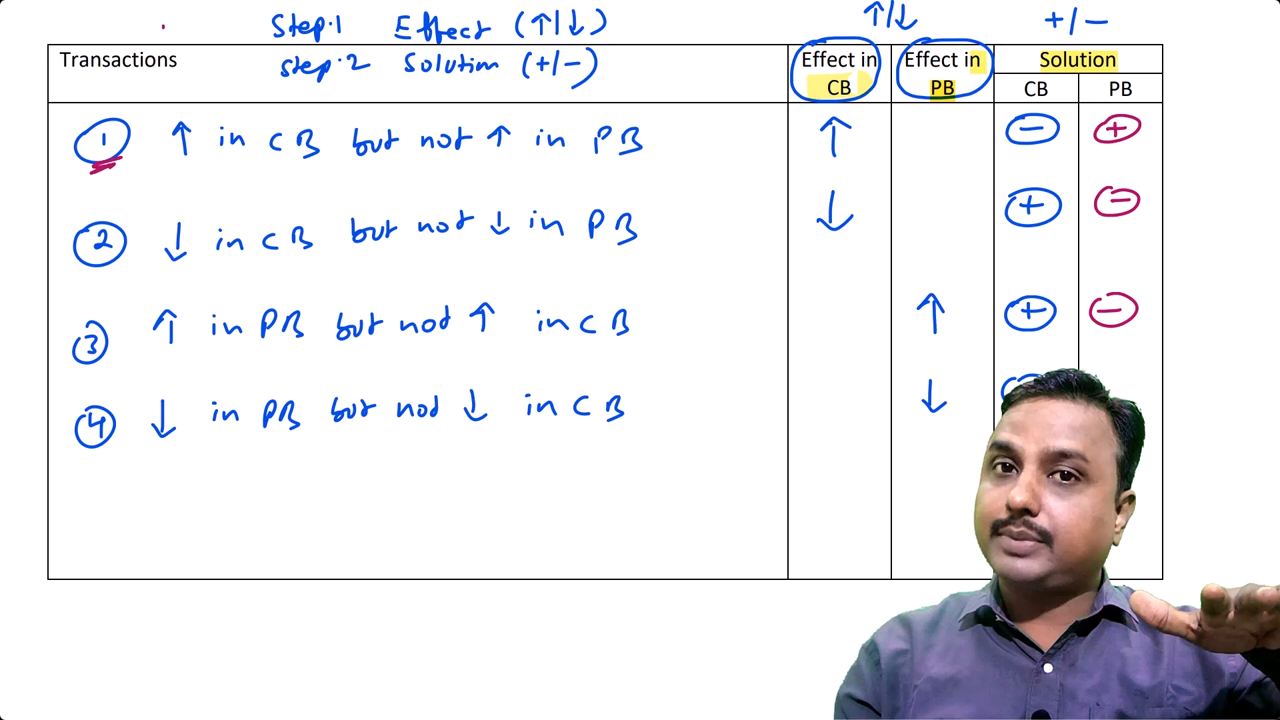 Step.1 Effect (↑/↓) ↑/↓ +/−
Transactions Step.2 Solution (+/−) Effect in CB Effect in PB Solution
CB PB
① ↑ in CB but not ↑ in PB ↑ − +
② ↓ in CB but not ↓ in PB ↓ + −
③ ↑ in PB but not ↑ in CB ↑ + −
④ ↓ in PB but not ↓ in CB ↓